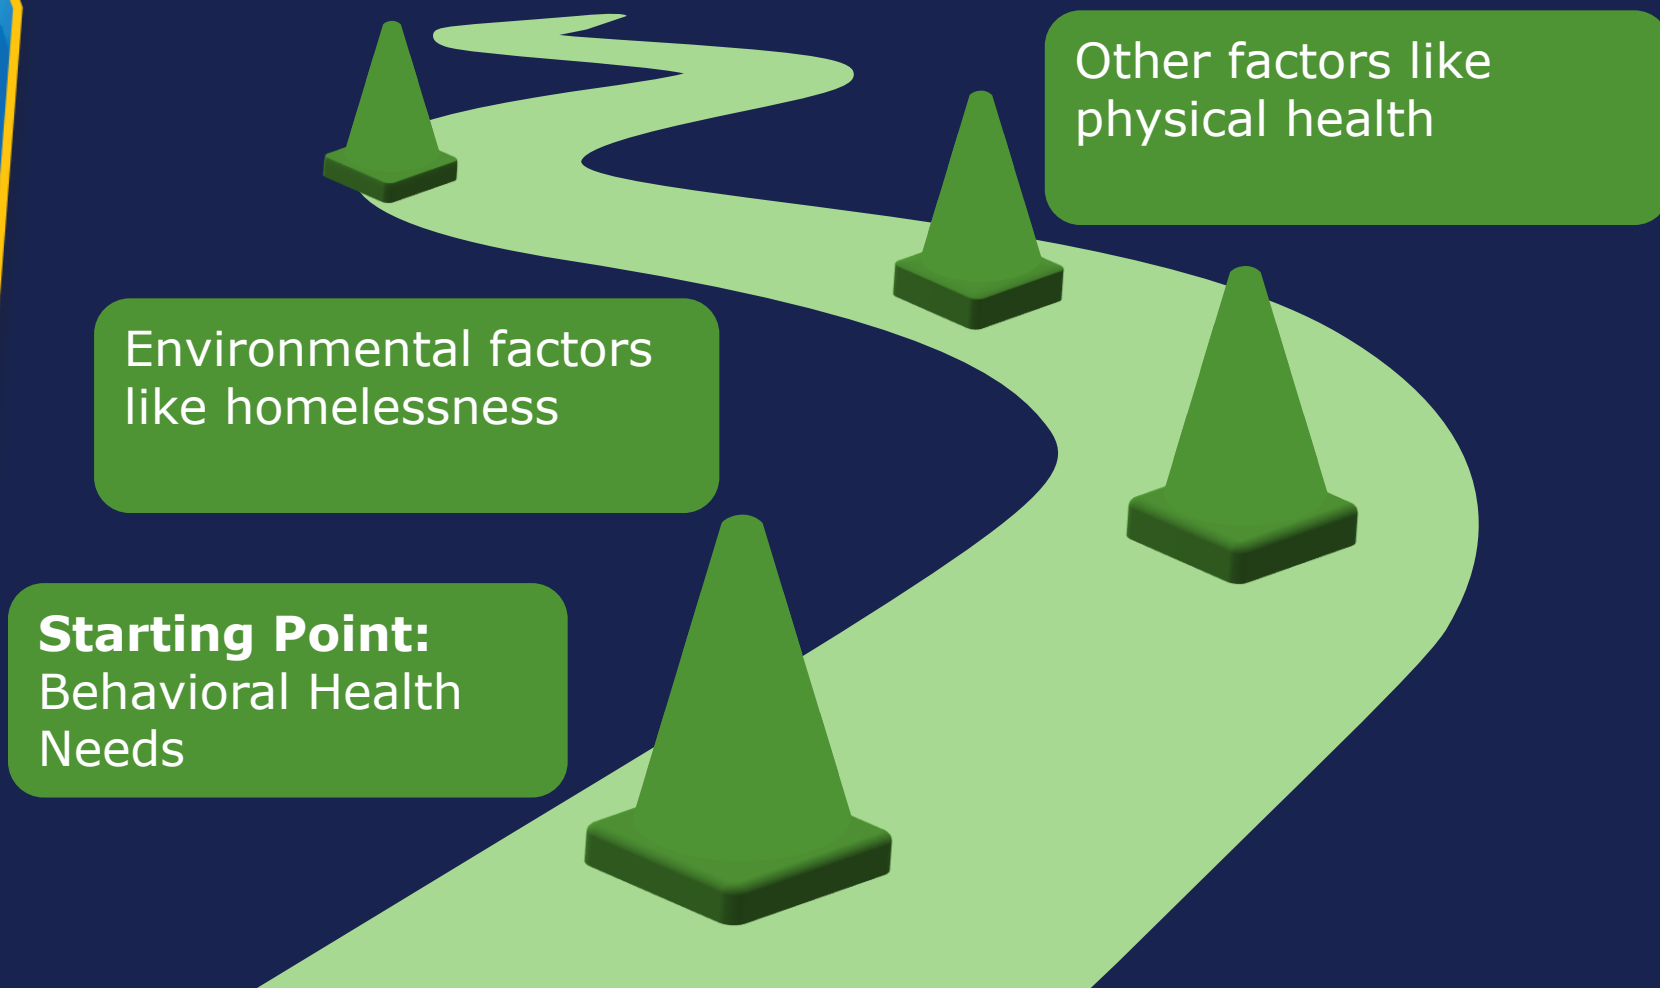 Other factors like
physical health
Environmental factors
like homelessness
Starting Point:
Behavioral Health
Needs